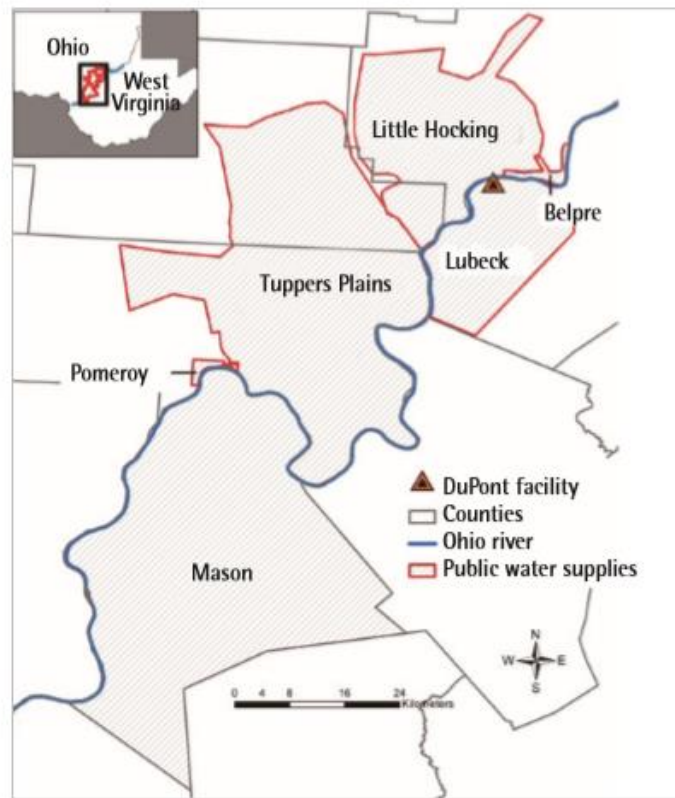 Ohio
West
Virginia
Little Hocking
Belpre
Lubeck
Tuppers Plains
Pomeroy
DuPont facility
Counties
Ohio river
Public water supplies
Mason
N
W E
S
0 4 8 16 24
Kilometers